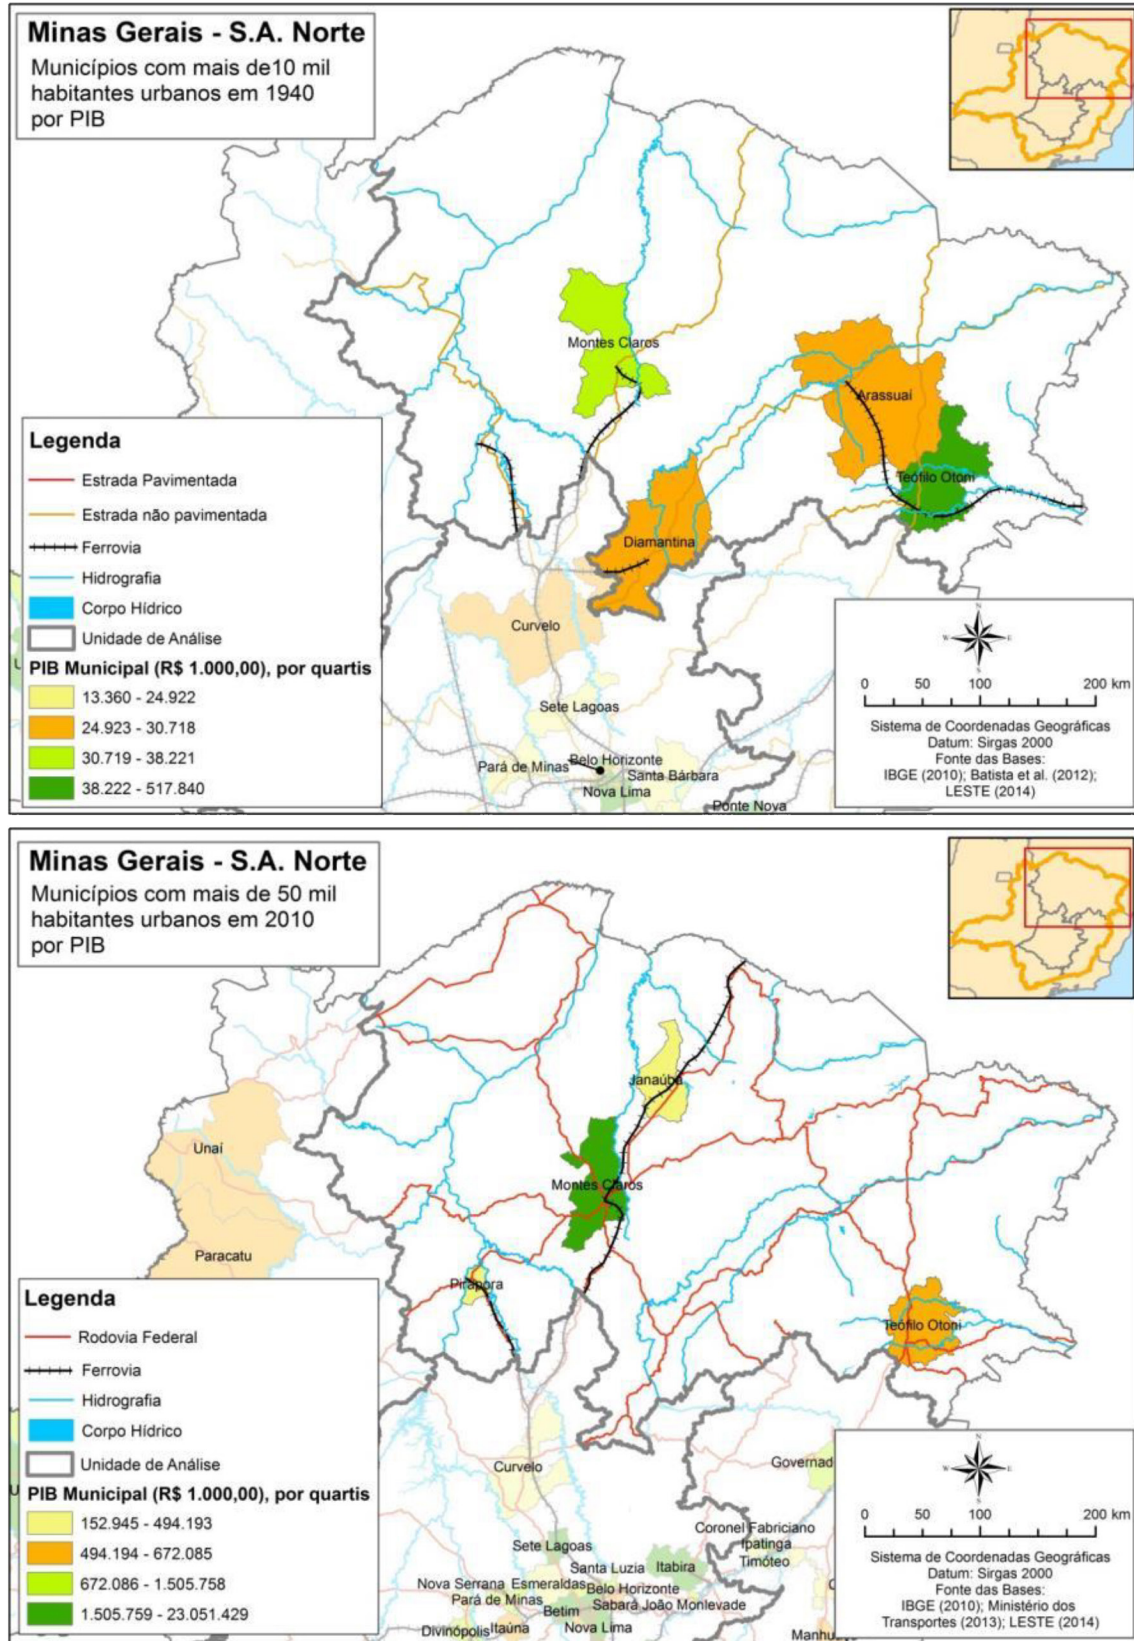 Minas Gerais - S.A. Norte
Municípios com mais de10 mil
habitantes urbanos em 1940
por PIB
Montes Claros
Arassuaí
Teófilo Otoni
Diamantina
Curvelo
Sete Lagoas
Pará de Minas
Belo Horizonte
Santa Bárbara
Nova Lima
Ponte Nova
Legenda
Estrada Pavimentada
Estrada não pavimentada
Ferrovia
Hidrografia
Corpo Hídrico
Unidade de Análise
PIB Municipal (R$ 1.000,00), por quartis
13.360 - 24.922
24.923 - 30.718
30.719 - 38.221
38.222 - 517.840
N
W E
S
0 50 100 200 km
Sistema de Coordenadas Geográficas
Datum: Sirgas 2000
Fonte das Bases:
IBGE (2010); Batista et al. (2012);
LESTE (2014)
Minas Gerais - S.A. Norte
Municípios com mais de 50 mil
habitantes urbanos em 2010
por PIB
Janaúba
Unaí
Montes Claros
Paracatu
Pirapora
Teófilo Otoni
Curvelo
Governad
Coronel Fabriciano
Ipatinga
Timóteo
Sete Lagoas
Santa Luzia
Itabira
Nova Serrana
Esmeraldas
Belo Horizonte
Pará de Minas
Sabará
João Monlevade
Betim
Nova Lima
Divinópolis
Itaúna
Manhua
Legenda
Rodovia Federal
Ferrovia
Hidrografia
Corpo Hídrico
Unidade de Análise
PIB Municipal (R$ 1.000,00), por quartis
152.945 - 494.193
494.194 - 672.085
672.086 - 1.505.758
1.505.759 - 23.051.429
N
W E
S
0 50 100 200 km
Sistema de Coordenadas Geográficas
Datum: Sirgas 2000
Fonte das Bases:
IBGE (2010); Ministério dos
Transportes (2013); LESTE (2014)